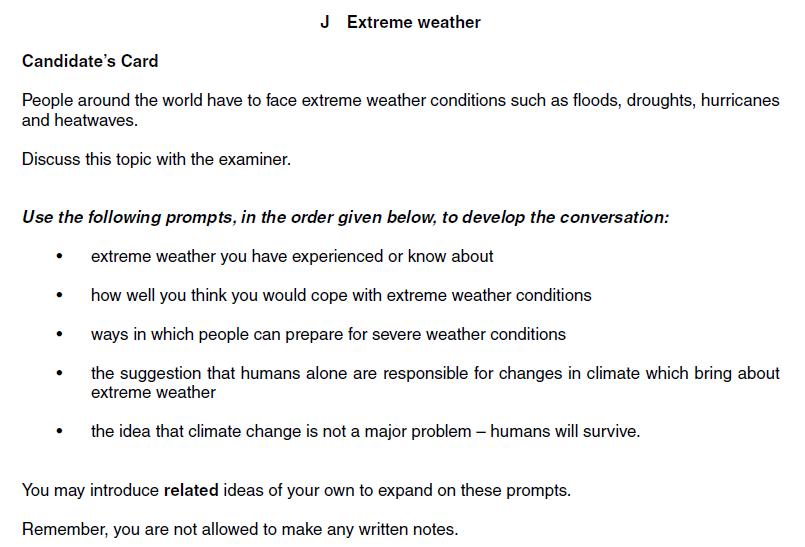 J Extreme weather
Candidate's Card
People around the world have to face extreme weather conditions such as floods, droughts, hurricanes
and heatwaves.
Discuss this topic with the examiner.
Use the following prompts, in the order given below, to develop the conversation:
• extreme weather you have experienced or know about
• how well you think you would cope with extreme weather conditions
• ways in which people can prepare for severe weather conditions
• the suggestion that humans alone are responsible for changes in climate which bring about
extreme weather
• the idea that climate change is not a major problem – humans will survive.
You may introduce related ideas of your own to expand on these prompts.
Remember, you are not allowed to make any written notes.